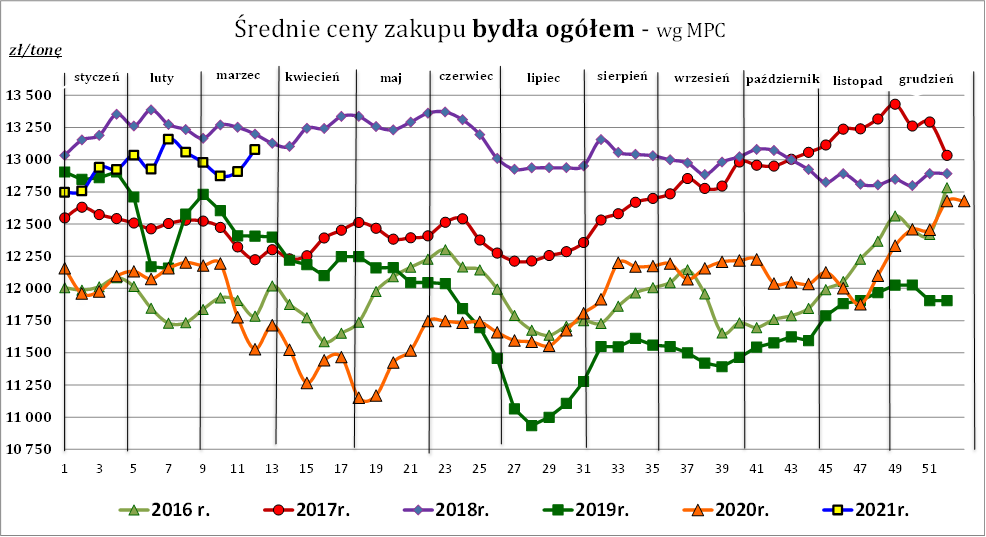 Średnie ceny zakupu bydła ogółem - wg MPC
zł/tonę
styczeń luty marzec kwiecień maj czerwiec lipiec sierpień wrzesień październik listopad grudzień
13 500
13 250
13 000
12 750
12 500
12 250
12 000
11 750
11 500
11 250
11 000
10 750
1 3 5 7 9 11 13 15 17 19 21 23 25 27 29 31 33 35 37 39 41 43 45 47 49 51
2016 r. 2017r. 2018r. 2019r. 2020r. 2021r.